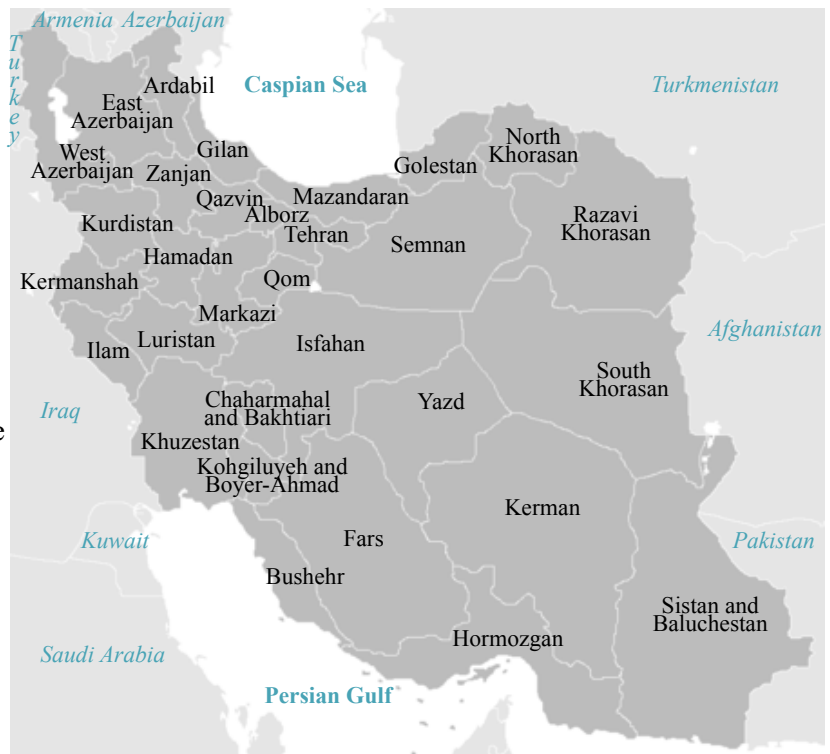 Armenia Azerbaijan
Turkey
Caspian Sea
Turkmenistan
Ardabil
East
Azerbaijan
North
Khorasan
Gilan
West
Azerbaijan
Golestan
Zanjan
Qazvin
Mazandaran
Alborz
Razavi
Khorasan
Kurdistan
Tehran
Semnan
Hamadan
Kermanshah
Qom
Markazi
Afghanistan
Luristan
Isfahan
Ilam
South
Khorasan
Iraq
Chaharmahal
and Bakhtiari
Yazd
e
Khuzestan
Kohgiluyeh and
Boyer-Ahmad
Kerman
Kuwait
Fars
Pakistan
Bushehr
Sistan and
Baluchestan
Hormozgan
Saudi Arabia
Persian Gulf